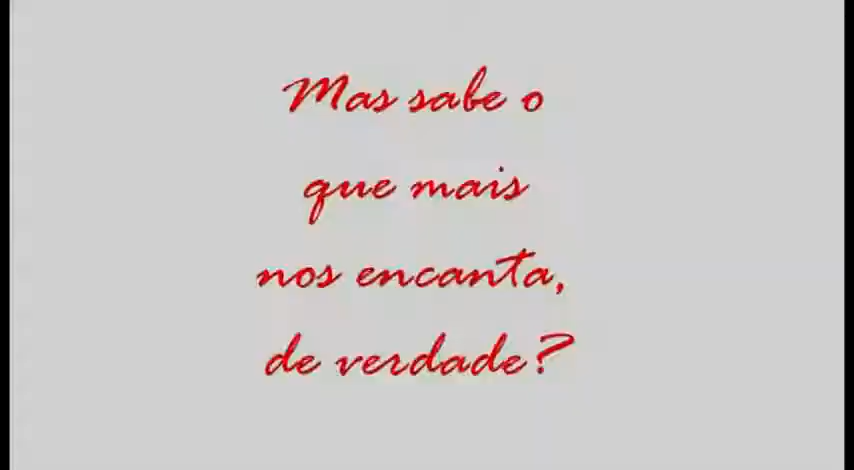 Mas sabe o
que mais
nos encanta,
de verdade?